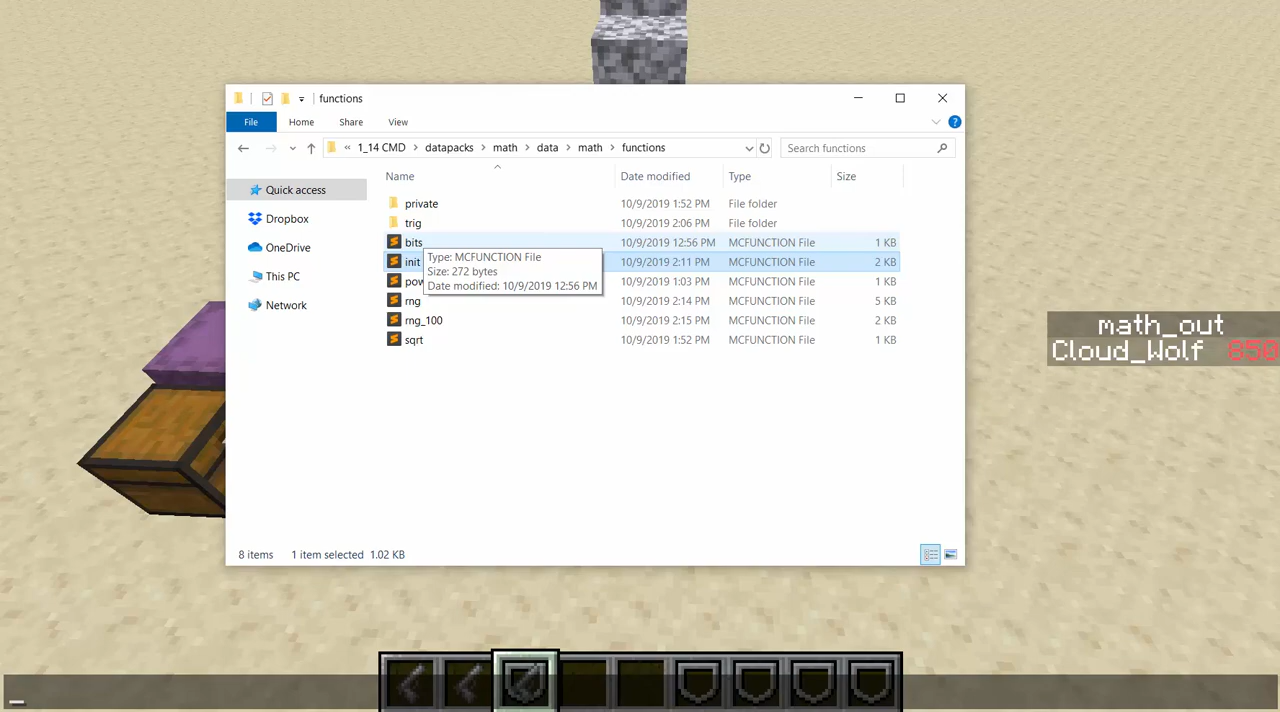 functions
File Home Share View
« 1_14 CMD > datapacks > math > data > math > functions
Search functions
Name Date modified Type Size
Quick access
Dropbox
OneDrive
This PC
Network
private 10/9/2019 1:52 PM File folder
trig 10/9/2019 2:06 PM File folder
bits 10/9/2019 12:56 PM MCFUNCTION File 1 KB
init 10/9/2019 2:11 PM MCFUNCTION File 2 KB
pow 10/9/2019 1:03 PM MCFUNCTION File 1 KB
rng 10/9/2019 2:14 PM MCFUNCTION File 5 KB
rng_100 10/9/2019 2:15 PM MCFUNCTION File 2 KB
sqrt 10/9/2019 1:52 PM MCFUNCTION File 1 KB
Type: MCFUNCTION File
Size: 272 bytes
Date modified: 10/9/2019 12:56 PM
8 items 1 item selected 1.02 KB
math_out
Cloud_Wolf 850
_